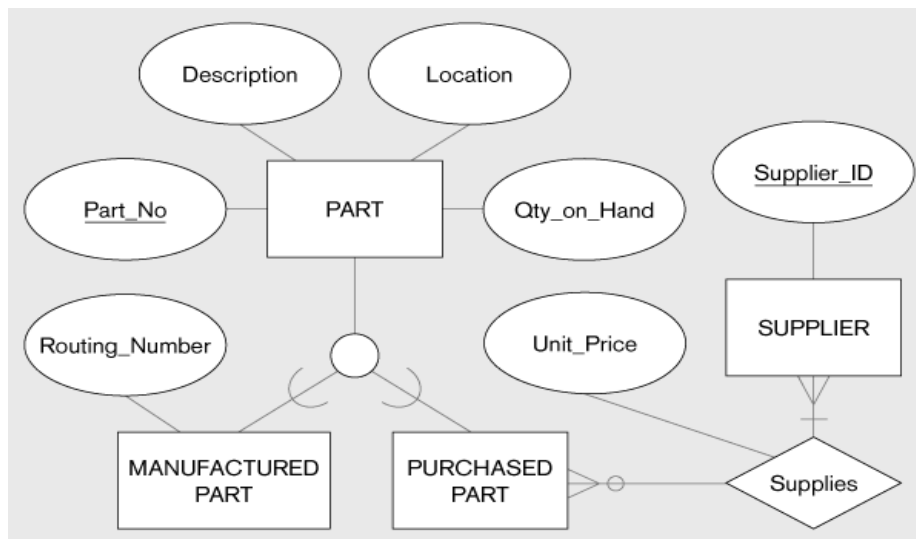 Description
Location
Supplier_ID
Part_No
PART
Qty_on_Hand
Routing_Number
Unit_Price
SUPPLIER
MANUFACTURED
PART
PURCHASED
PART
Supplies